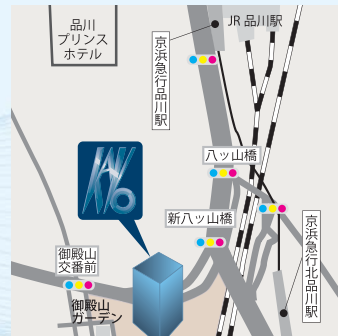 品川
プリンス
ホテル
京浜急行品川駅
JR 品川駅
八ッ山橋
新八ッ山橋
御殿山
交番前
御殿山
ガーデン
京浜急行北品川駅